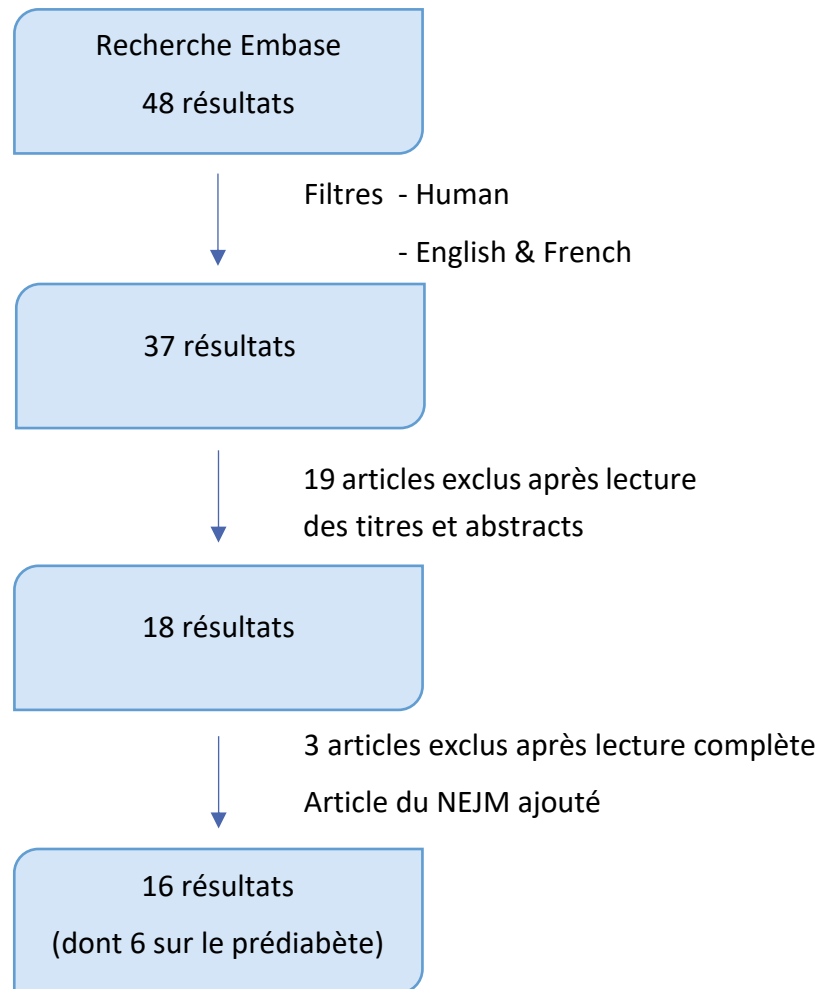 Recherche Embase
48 résultats
Filtres - Human
- English & French
37 résultats
19 articles exclus après lecture
des titres et abstracts
18 résultats
3 articles exclus après lecture complète
Article du NEJM ajouté
16 résultats
(dont 6 sur le prédiabète)